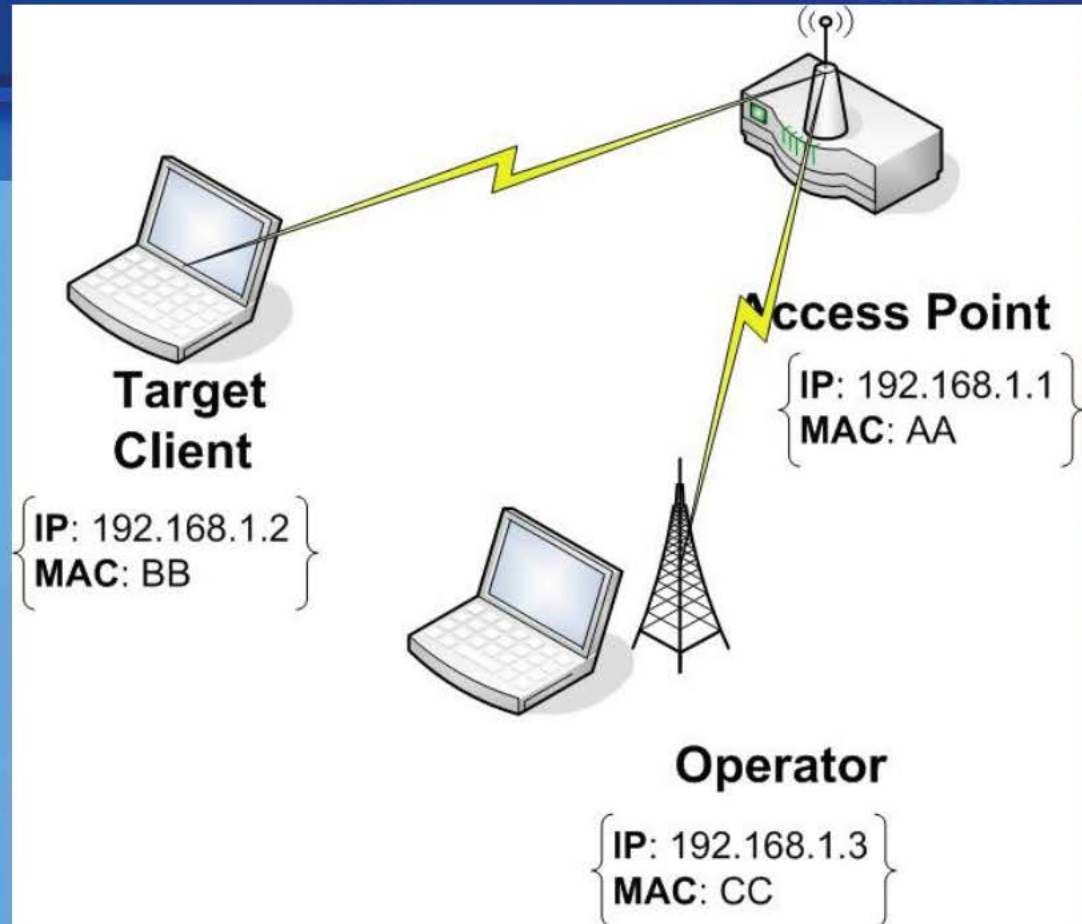 Target
Client
IP: 192.168.1.2
MAC: BB
Access Point
IP: 192.168.1.1
MAC: AA
Operator
IP: 192.168.1.3
MAC: CC